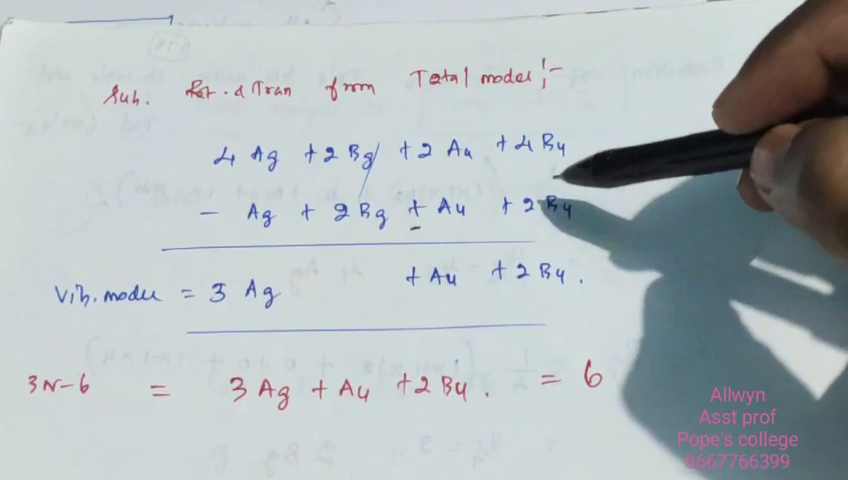 Sub. Rot. & Tran from Total modes :-
4 Ag + 2 Bg + 2 Au + 4 Bu
- Ag + 2 Bg + Au + 2 Bu
Vib. modes = 3 Ag + Au + 2 Bu.
3N-6 = 3 Ag + Au + 2 Bu. = 6
Allwyn
Asst prof
Pope's college
8667766399